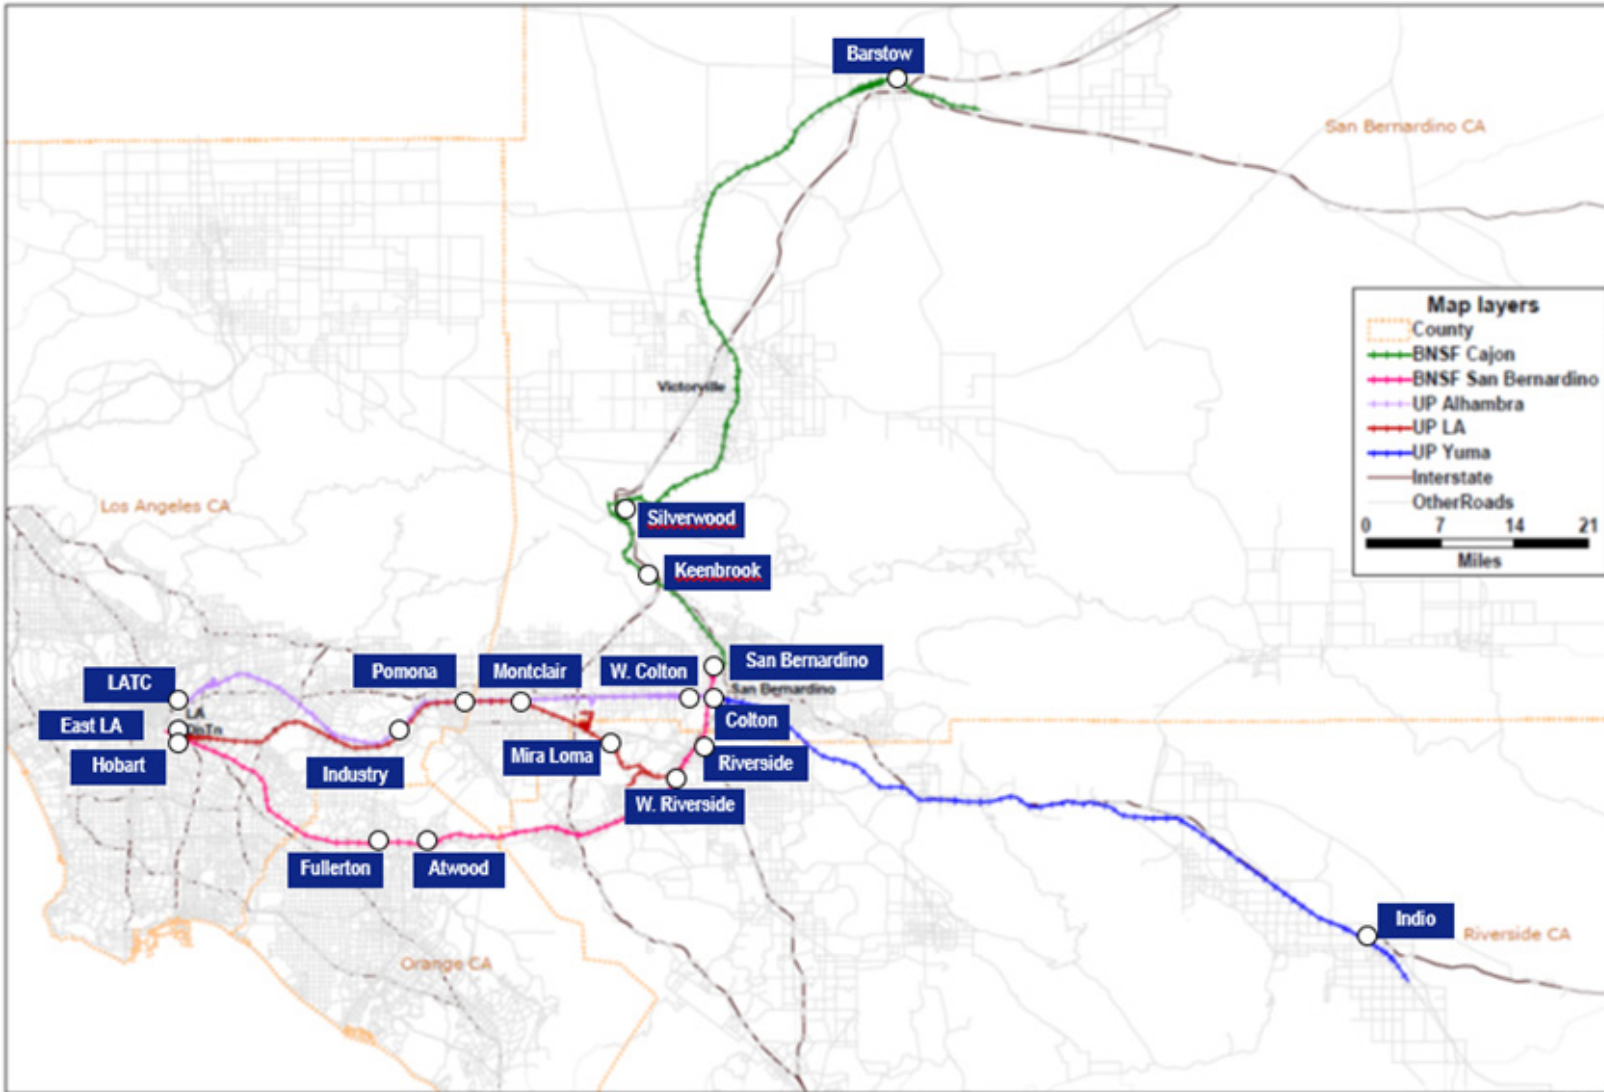 Barstow
San Bernardino CA
Map layers
County
BNSF Cajon
BNSF San Bernardino
UP Alhambra
UP LA
UP Yuma
Interstate
OtherRoads
0 7 14 21
Miles
Victorville
Los Angeles CA
Silverwood
Keenbrook
San Bernardino
Pomona
Montclair
W. Colton
LATC
San Bernardino
LA
DnTn
East LA
Colton
Hobart
Industry
Mira Loma
Riverside
W. Riverside
Fullerton
Atwood
Indio
Riverside CA
Orange CA